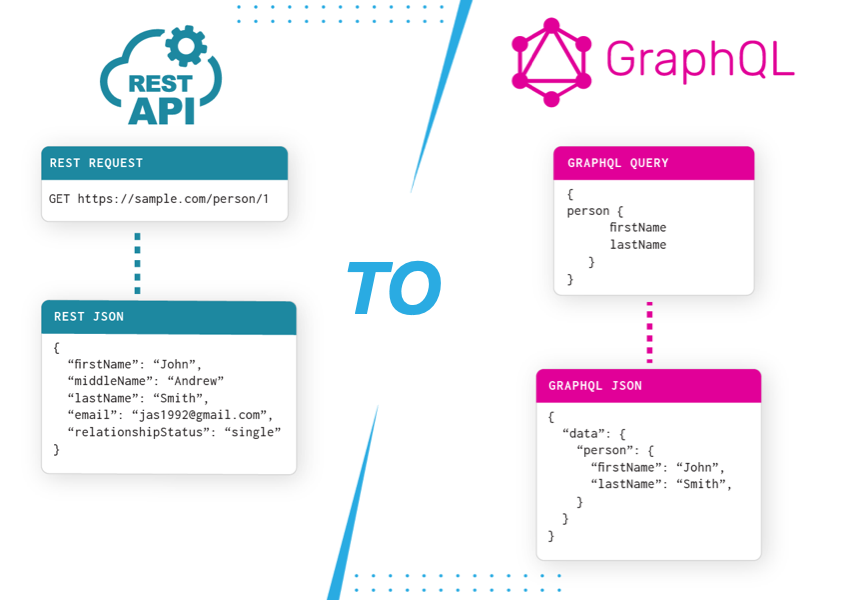 REST
API
REST REQUEST
GET https://sample.com/person/1
REST JSON
{
“firstName”: “John”,
“middleName”: “Andrew”
“lastName”: “Smith”,
“email”: “jas1992@gmail.com”,
“relationshipStatus”: “single”
}
TO
GraphQL
GRAPHQL QUERY
{
person {
firstName
lastName
}
}
GRAPHQL JSON
{
“data”: {
“person”: {
“firstName”: “John”,
“lastName”: “Smith”,
}
}
}